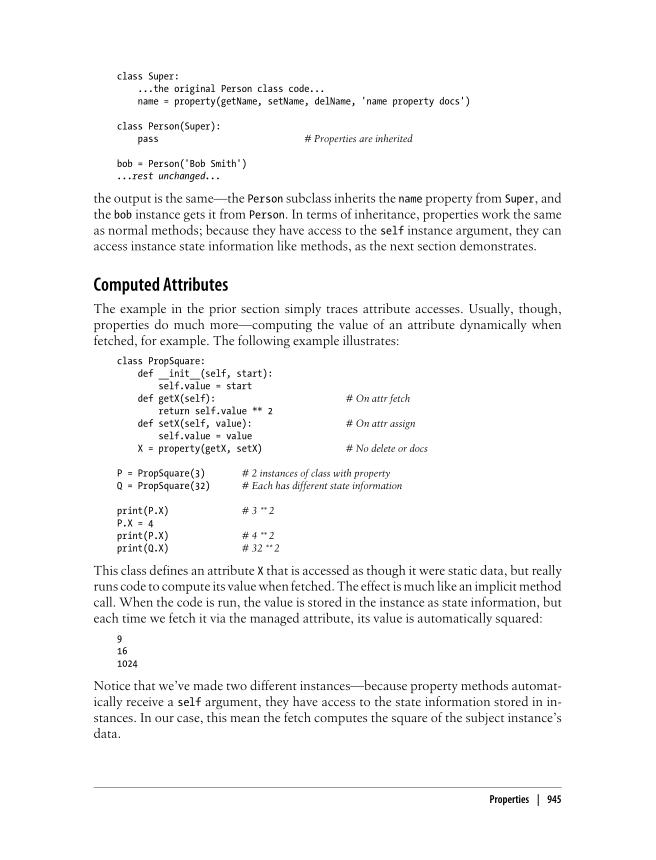 class Super:
...the original Person class code...
name = property(getName, setName, delName, 'name property docs')
class Person(Super):
pass # Properties are inherited
bob = Person('Bob Smith')
...rest unchanged...
the output is the same—the Person subclass inherits the name property from Super, and
the bob instance gets it from Person. In terms of inheritance, properties work the same
as normal methods; because they have access to the self instance argument, they can
access instance state information like methods, as the next section demonstrates.
Computed Attributes
The example in the prior section simply traces attribute accesses. Usually, though,
properties do much more—computing the value of an attribute dynamically when
fetched, for example. The following example illustrates:
class PropSquare:
def __init__(self, start):
self.value = start
def getX(self): # On attr fetch
return self.value ** 2
def setX(self, value): # On attr assign
self.value = value
X = property(getX, setX) # No delete or docs
P = PropSquare(3) # 2 instances of class with property
Q = PropSquare(32) # Each has different state information
print(P.X) # 3 ** 2
P.X = 4
print(P.X) # 4 ** 2
print(Q.X) # 32 ** 2
This class defines an attribute X that is accessed as though it were static data, but really
runs code to compute its value when fetched. The effect is much like an implicit method
call. When the code is run, the value is stored in the instance as state information, but
each time we fetch it via the managed attribute, its value is automatically squared:
9
16
1024
Notice that we've made two different instances—because property methods automat-
ically receive a self argument, they have access to the state information stored in in-
stances. In our case, this mean the fetch computes the square of the subject instance's
data.
Properties | 945